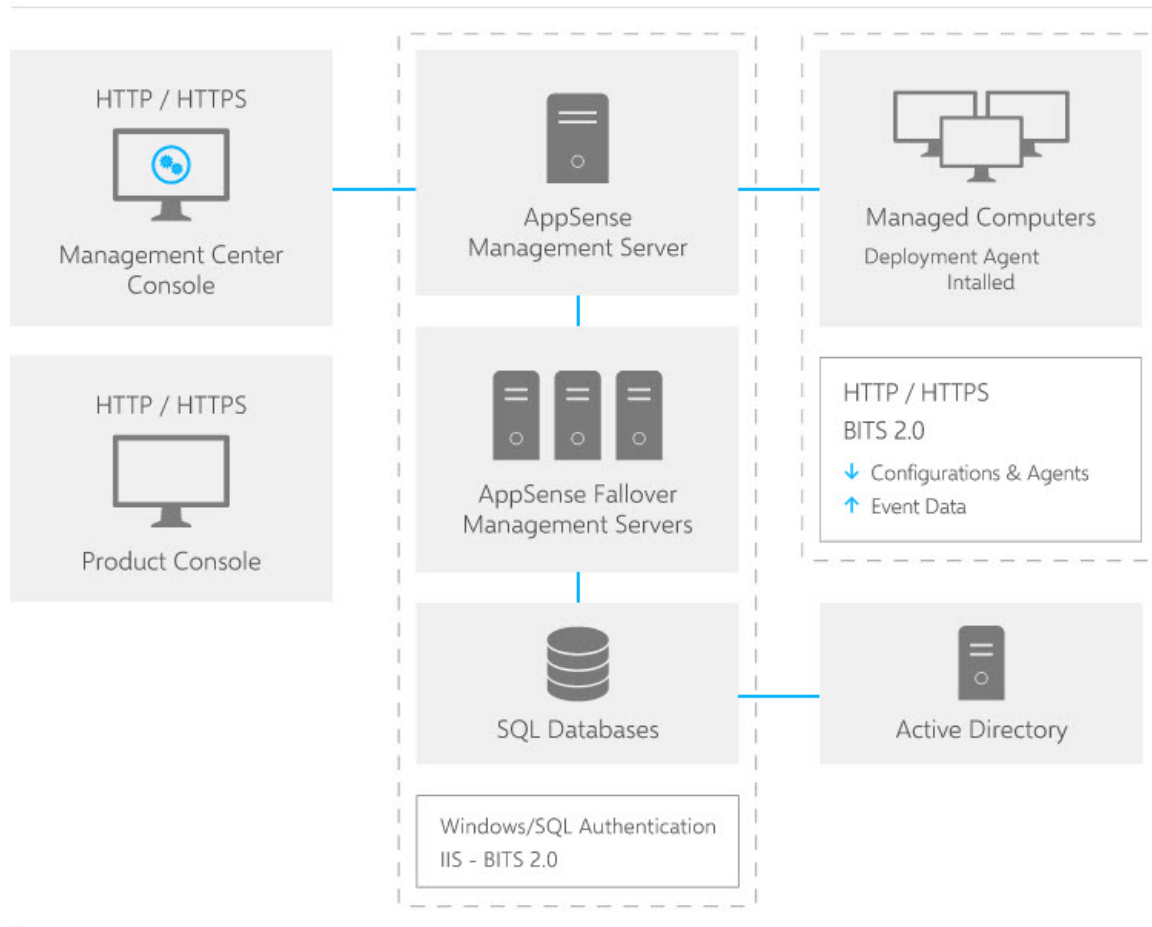 HTTP / HTTPS
Management Center
Console
HTTP / HTTPS
Product Console
AppSense
Management Server
AppSense Fallover
Management Servers
SQL Databases
Windows/SQL Authentication
IIS - BITS 2.0
Managed Computers
Deployment Agent
Intalled
HTTP / HTTPS
BITS 2.0
↓ Configurations & Agents
↑ Event Data
Active Directory